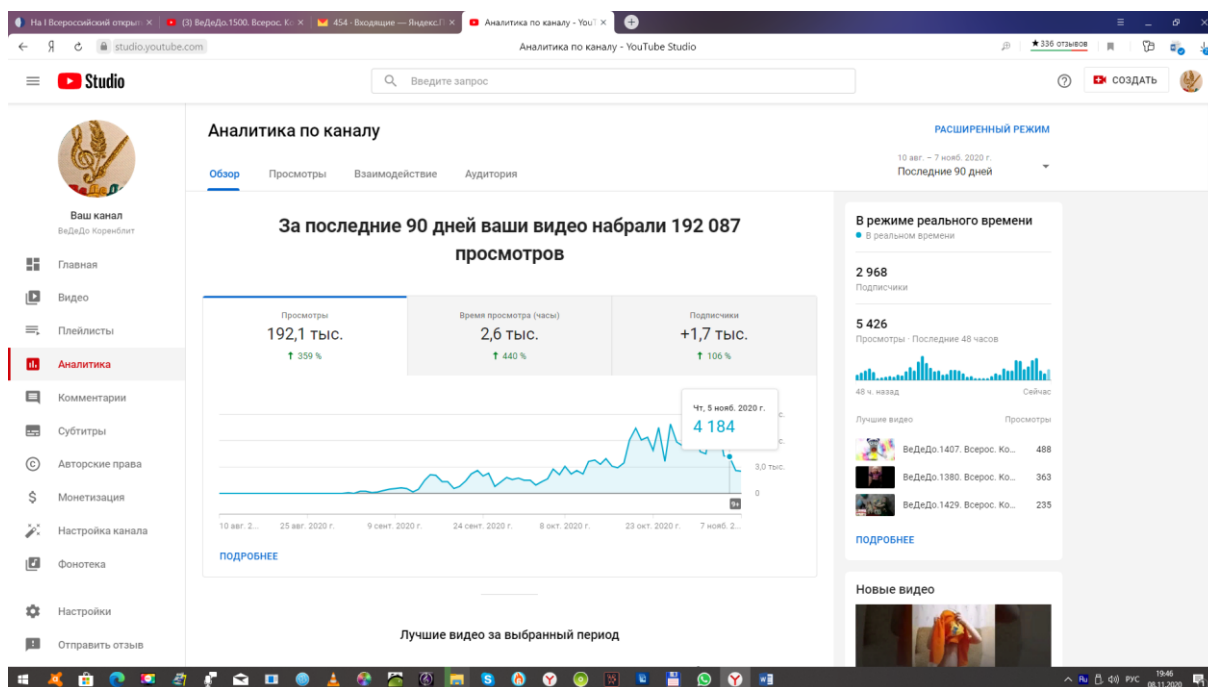 На I Всероссийский открыт
(3) ВеДеДо.1500. Всерос. Ко
454 · Входящие — Яндекс.П
Аналитика по каналу - YouT
studio.youtube.com
Аналитика по каналу - YouTube Studio
★336 отзывов
Studio
Введите запрос
СОЗДАТЬ
Ваш канал
ВеДеДо Коренблит
Главная
Видео
Плейлисты
Аналитика
Комментарии
Субтитры
Авторские права
Монетизация
Настройка канала
Фонотека
Настройки
Отправить отзыв
Аналитика по каналу
РАСШИРЕННЫЙ РЕЖИМ
10 авг. – 7 нояб. 2020 г.
Последние 90 дней
Обзор Просмотры Взаимодействие Аудитория
За последние 90 дней ваши видео набрали 192 087
просмотров
Просмотры
192,1 тыс.
↑ 359 %
Время просмотра (часы)
2,6 тыс.
↑ 440 %
Подписчики
+1,7 тыс.
↑ 106 %
Чт, 5 нояб. 2020 г.
4 184
с.
с.
3,0 тыс.
0
9+
10 авг. 2... 25 авг. 2020 г. 9 сент. 2020 г. 24 сент. 2020 г. 8 окт. 2020 г. 23 окт. 2020 г. 7 нояб. 2...
ПОДРОБНЕЕ
Лучшие видео за выбранный период
В режиме реального времени
В реальном времени
2 968
Подписчики
5 426
Просмотры · Последние 48 часов
48 ч. назад Сейчас
Лучшие видео Просмотры
ВеДеДо.1407. Всерос. Ко... 488
ВеДеДо.1380. Всерос. Ко... 363
ВеДеДо.1429. Всерос. Ко... 235
ПОДРОБНЕЕ
Новые видео
Ru РУС 19:46
08.11.2020